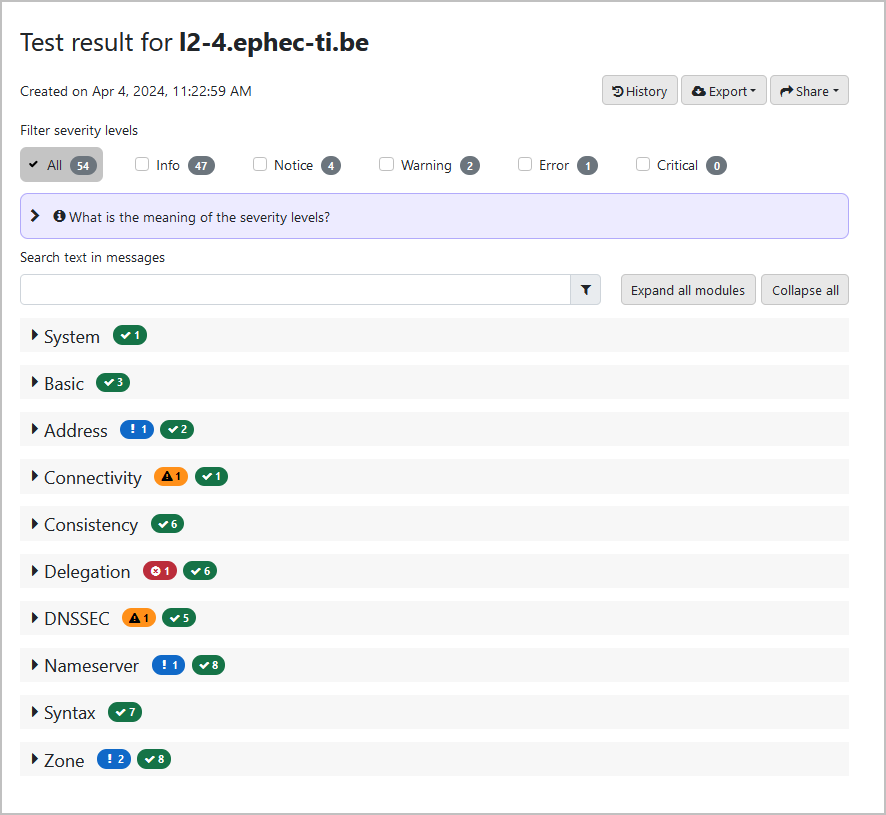 Test result for l2-4.ephec-ti.be
Created on Apr 4, 2024, 11:22:59 AM History Export Share
Filter severity levels
All 54 Info 47 Notice 4 Warning 2 Error 1 Critical 0
What is the meaning of the severity levels?
Search text in messages
Expand all modules Collapse all
System 1
Basic 3
Address ! 1 2
Connectivity 1 1
Consistency 6
Delegation 1 6
DNSSEC 1 5
Nameserver ! 1 8
Syntax 7
Zone ! 2 8